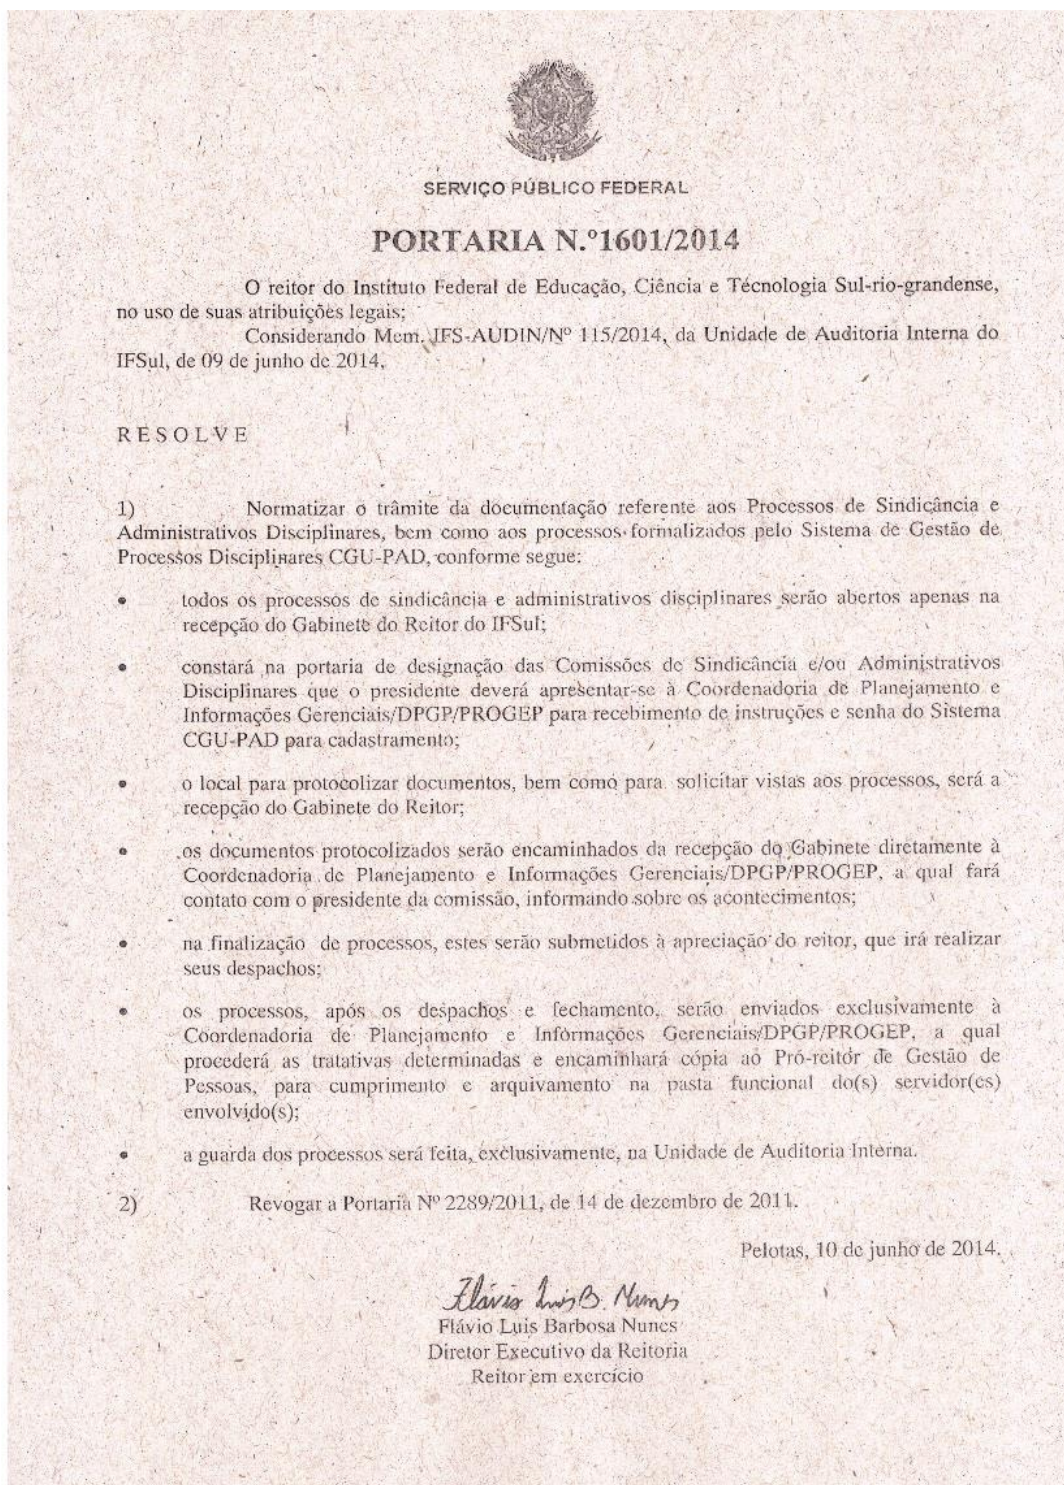 SERVIÇO PÚBLICO FEDERAL
PORTARIA N.º1601/2014
O reitor do Instituto Federal de Educação, Ciência e Técnologia Sul-rio-grandense,
no uso de suas atribuições legais;
Considerando Mem. IFS-AUDIN/Nº 115/2014, da Unidade de Auditoria Interna do
IFSul, de 09 de junho de 2014,
R E S O L V E
1) Normatizar o trâmite da documentação referente aos Processos de Sindicância e
Administrativos Disciplinares, bem como aos processos formalizados pelo Sistema de Gestão de
Processos Disciplinares CGU-PAD, conforme segue:
• todos os processos de sindicância e administrativos disciplinares serão abertos apenas na
recepção do Gabinete do Reitor do IFSul;
• constará na portaria de designação das Comissões de Sindicância e/ou Administrativos
Disciplinares que o presidente deverá apresentar-se à Coordenadoria de Planejamento e
Informações Gerenciais/DPGP/PROGEP para recebimento de instruções e senha do Sistema
CGU-PAD para cadastramento;
• o local para protocolizar documentos, bem como para solicitar vistas aos processos, será a
recepção do Gabinete do Reitor;
• os documentos protocolizados serão encaminhados da recepção do Gabinete diretamente à
Coordenadoria de Planejamento e Informações Gerenciais/DPGP/PROGEP, a qual fará
contato com o presidente da comissão, informando sobre os acontecimentos;
• na finalização de processos, estes serão submetidos à apreciação do reitor, que irá realizar
seus despachos;
• os processos, após os despachos e fechamento, serão enviados exclusivamente à
Coordenadoria de Planejamento e Informações Gerenciais/DPGP/PROGEP, a qual
procederá as tratativas determinadas e encaminhará cópia ao Pró-reitor de Gestão de
Pessoas, para cumprimento e arquivamento na pasta funcional do(s) servidor(es)
envolvido(s);
• a guarda dos processos será feita, exclusivamente, na Unidade de Auditoria Interna.
2) Revogar a Portaria Nº 2289/2011, de 14 de dezembro de 2011.
Pelotas, 10 de junho de 2014.
Flávio Luis B. Nunes
Flávio Luis Barbosa Nunes
Diretor Executivo da Reitoria
Reitor em exercício